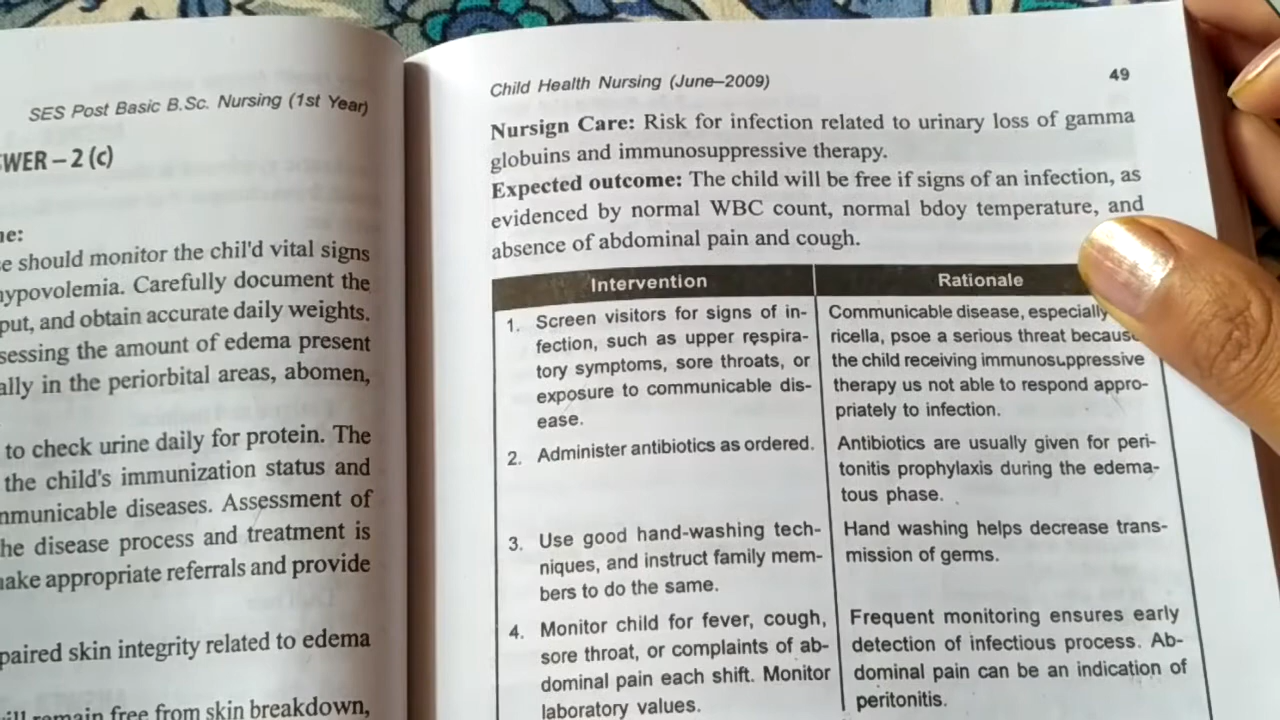 SES Post Basic B.Sc. Nursing (1st Year)
WER – 2 (c)
e should monitor the chil'd vital signs
hypovolemia. Carefully document the
put, and obtain accurate daily weights.
sessing the amount of edema present
ally in the periorbital areas, abomen,
to check urine daily for protein. The
the child's immunization status and
nmunicable diseases. Assessment of
he disease process and treatment is
make appropriate referrals and provide
paired skin integrity related to edema
will remain free from skin breakdown,
Child Health Nursing (June–2009)
49
Nursign Care: Risk for infection related to urinary loss of gamma
globuins and immunosuppressive therapy.
Expected outcome: The child will be free if signs of an infection, as
evidenced by normal WBC count, normal bdoy temperature, and
absence of abdominal pain and cough.
Intervention
Rationale
1. Screen visitors for signs of in-
fection, such as upper respira-
tory symptoms, sore throats, or
exposure to communicable dis-
ease.
Communicable disease, especially
ricella, psoe a serious threat because
the child receiving immunosuppressive
therapy us not able to respond appro-
priately to infection.
2. Administer antibiotics as ordered.
Antibiotics are usually given for peri-
tonitis prophylaxis during the edema-
tous phase.
3. Use good hand-washing tech-
niques, and instruct family mem-
bers to do the same.
Hand washing helps decrease trans-
mission of germs.
4. Monitor child for fever, cough,
sore throat, or complaints of ab-
dominal pain each shift. Monitor
laboratory values.
Frequent monitoring ensures early
detection of infectious process. Ab-
dominal pain can be an indication of
peritonitis.